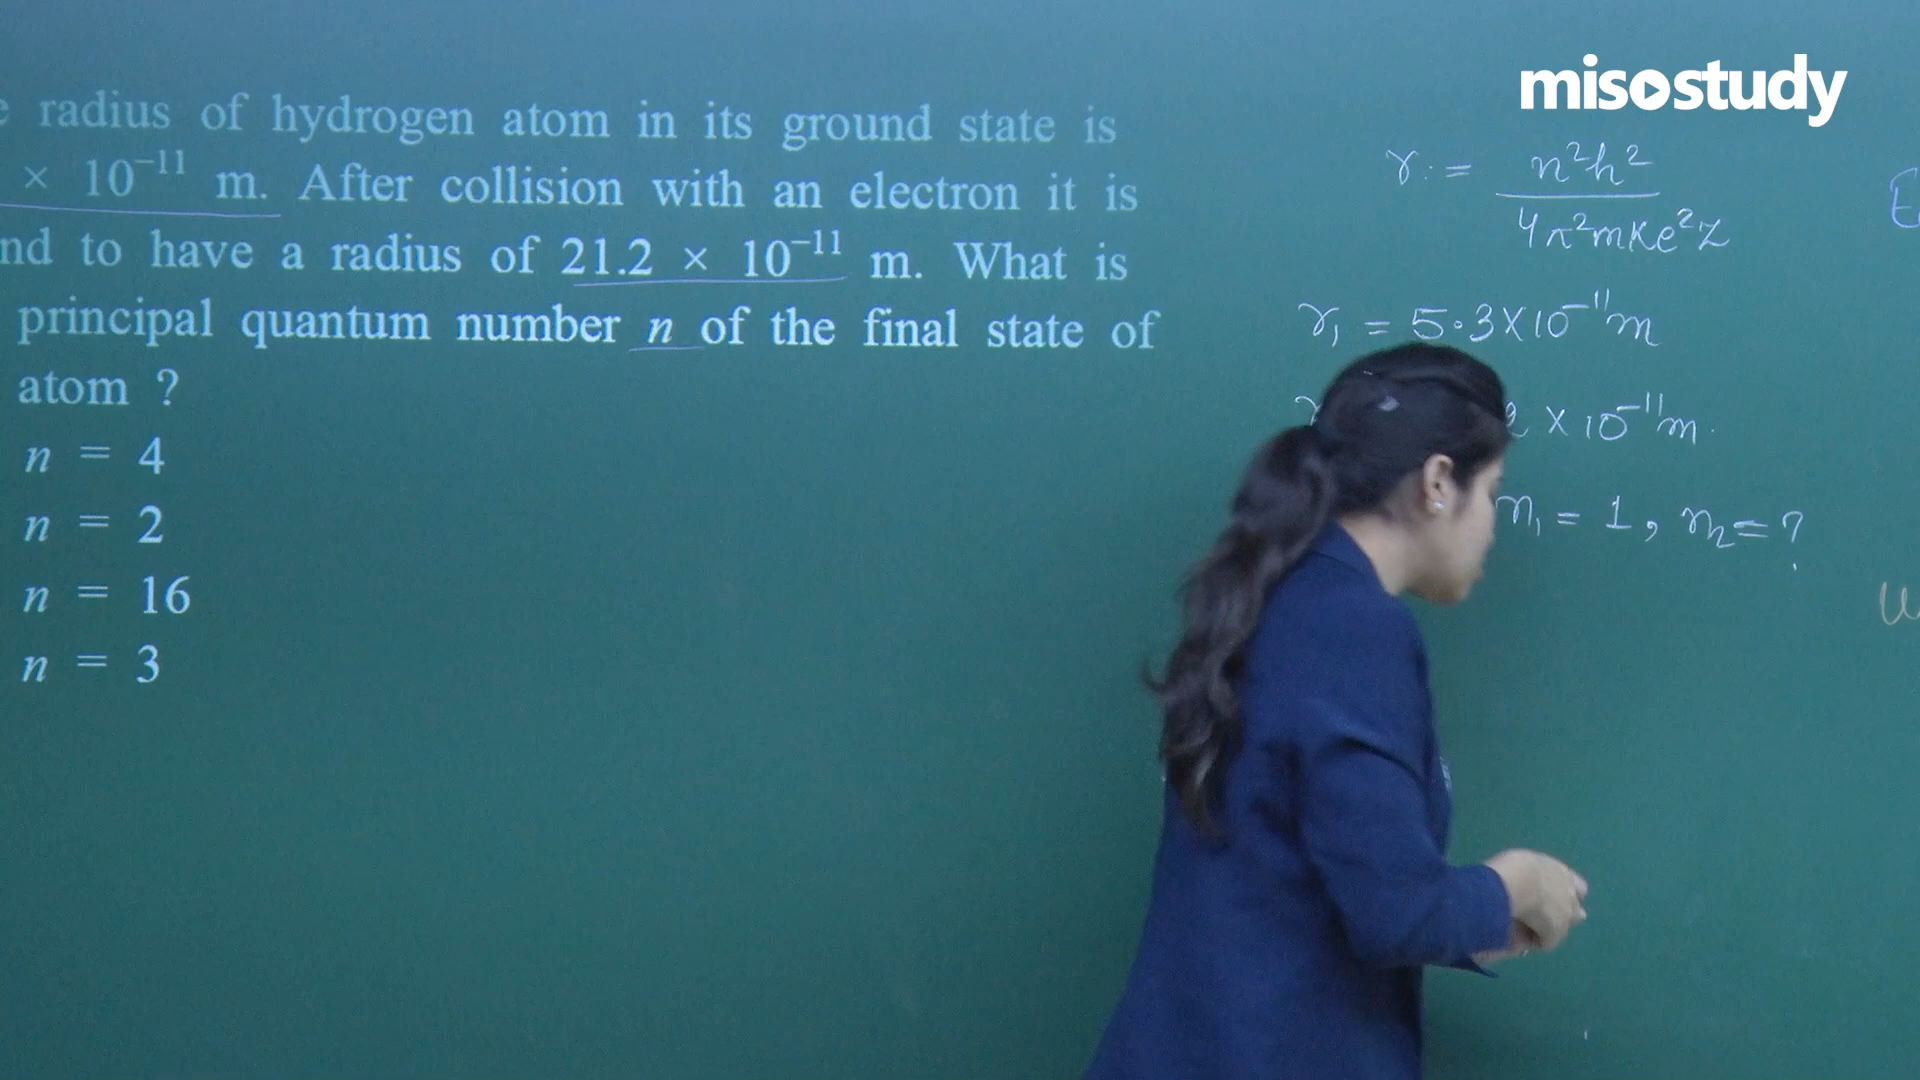 misostudy
radius of hydrogen atom in its ground state is
× 10⁻¹¹ m. After collision with an electron it is
nd to have a radius of 21.2 × 10⁻¹¹ m. What is
principal quantum number n of the final state of
atom ?
n = 4
n = 2
n = 16
n = 3
r = n²h² / 4π²mKe²Z
r₁ = 5.3×10⁻¹¹m
2 × 10⁻¹¹m.
n₁ = 1, n₂ = ?